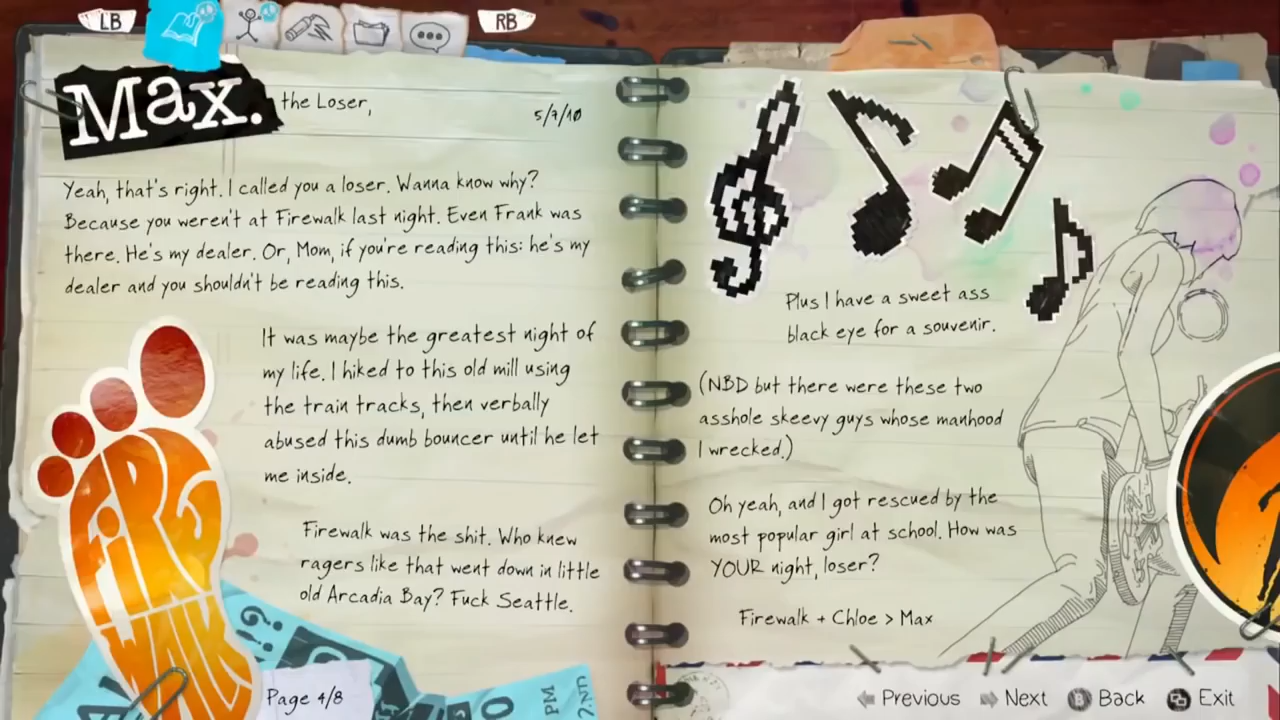 LB
RB
Max.
the Loser,
5/7/10
Yeah, that's right. I called you a loser. Wanna know why?
Because you weren't at Firewalk last night. Even Frank was
there. He's my dealer. Or, Mom, if you're reading this: he's my
dealer and you shouldn't be reading this.
It was maybe the greatest night of
my life. I hiked to this old mill using
the train tracks, then verbally
abused this dumb bouncer until he let
me inside.
Firewalk was the shit. Who knew
ragers like that went down in little
old Arcadia Bay? Fuck Seattle.
FIRE
WALK
PM
Page 4/8
Plus I have a sweet ass
black eye for a souvenir.
(NBD but there were these two
asshole skeevy guys whose manhood
I wrecked.)
Oh yeah, and I got rescued by the
most popular girl at school. How was
YOUR night, loser?
Firewalk + Chloe > Max
Previous Next B Back Exit